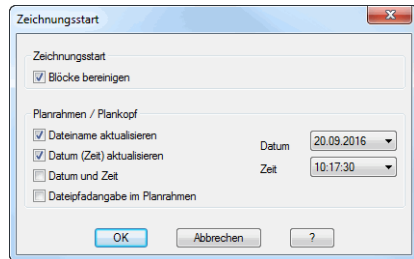 Zeichnungsstart
Zeichnungsstart
Blöcke bereinigen
Planrahmen / Plankopf
Dateiname aktualisieren
Datum (Zeit) aktualisieren
Datum und Zeit
Dateipfadangabe im Planrahmen
Datum 20.09.2016
Zeit 10:17:30
OK Abbrechen ?